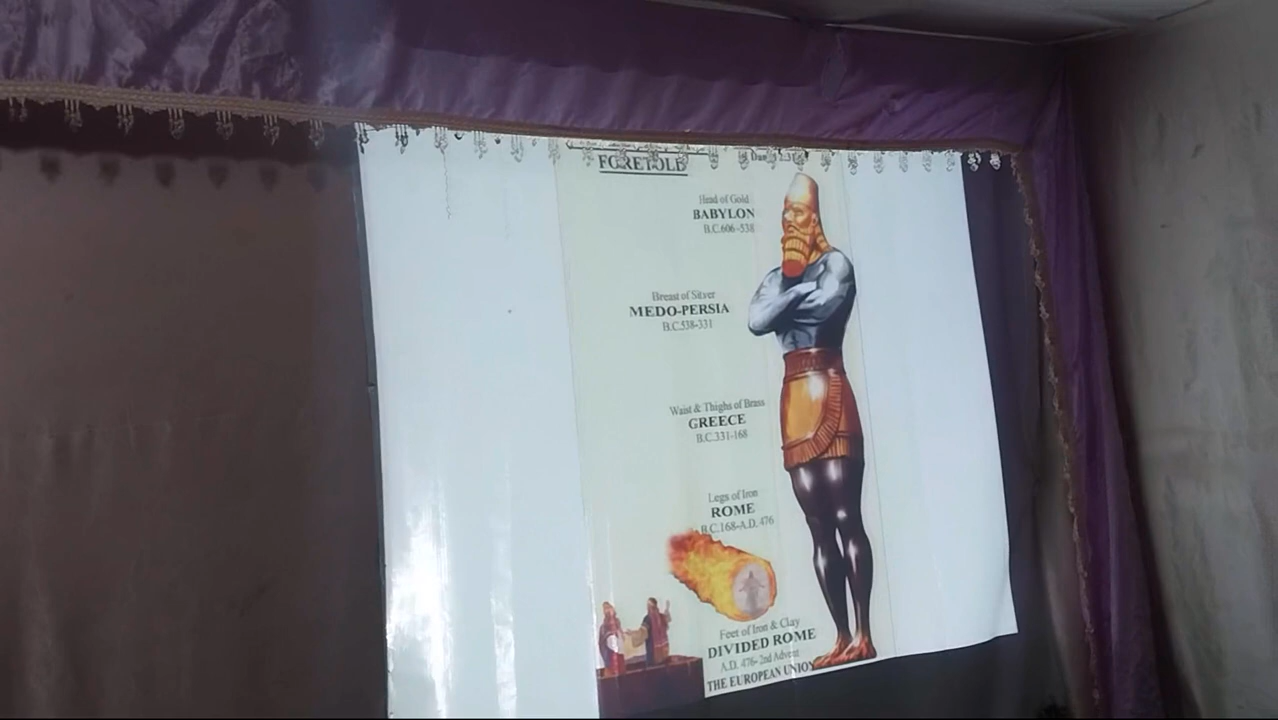 FORETOLD
Head of Gold
BABYLON
B.C.606-538
Breast of Silver
MEDO-PERSIA
B.C.538-331
Waist & Thighs of Brass
GREECE
B.C.331-168
Legs of Iron
ROME
B.C.168-A.D. 476
Feet of Iron & Clay
DIVIDED ROME
A.D. 476- 2nd Advent
THE EUROPEAN UNION